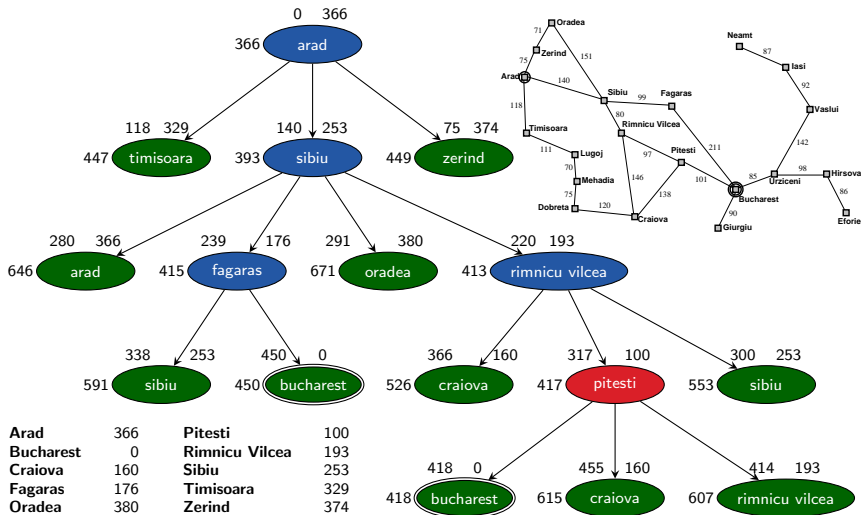 0 366
366 arad
118 329
447 timisoara
140 253
393 sibiu
75 374
449 zerind
280 366
646 arad
239 176
415 fagaras
291 380
671 oradea
220 193
413 rimnicu vilcea
338 253
591 sibiu
450 0
450 bucharest
366 160
526 craiova
317 100
417 pitesti
300 253
553 sibiu
418 0
418 bucharest
455 160
615 craiova
414 193
607 rimnicu vilcea
Arad 366 Pitesti 100
Bucharest 0 Rimnicu Vilcea 193
Craiova 160 Sibiu 253
Fagaras 176 Timisoara 329
Oradea 380 Zerind 374
Oradea
71
Neamt
Zerind
87
151
75
Iasi
Arad
140
92
Sibiu
99
Fagaras
118
80
Vaslui
Rimnicu Vilcea
Timisoara
211
142
111
Lugoj
97
Pitesti
70
98
Hirsova
85
Mehadia
146
101
Urziceni
86
75
138
Bucharest
Dobreta
120
90
Craiova
Eforie
Giurgiu